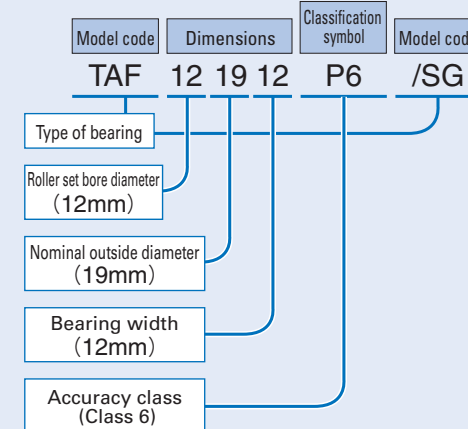 Model code
Dimensions
Classification
symbol
Model cod
TAF 12 19 12 P6 /SG
Type of bearing
Roller set bore diameter
（12mm）
Nominal outside diameter
（19mm）
Bearing width
（12mm）
Accuracy class
(Class 6)